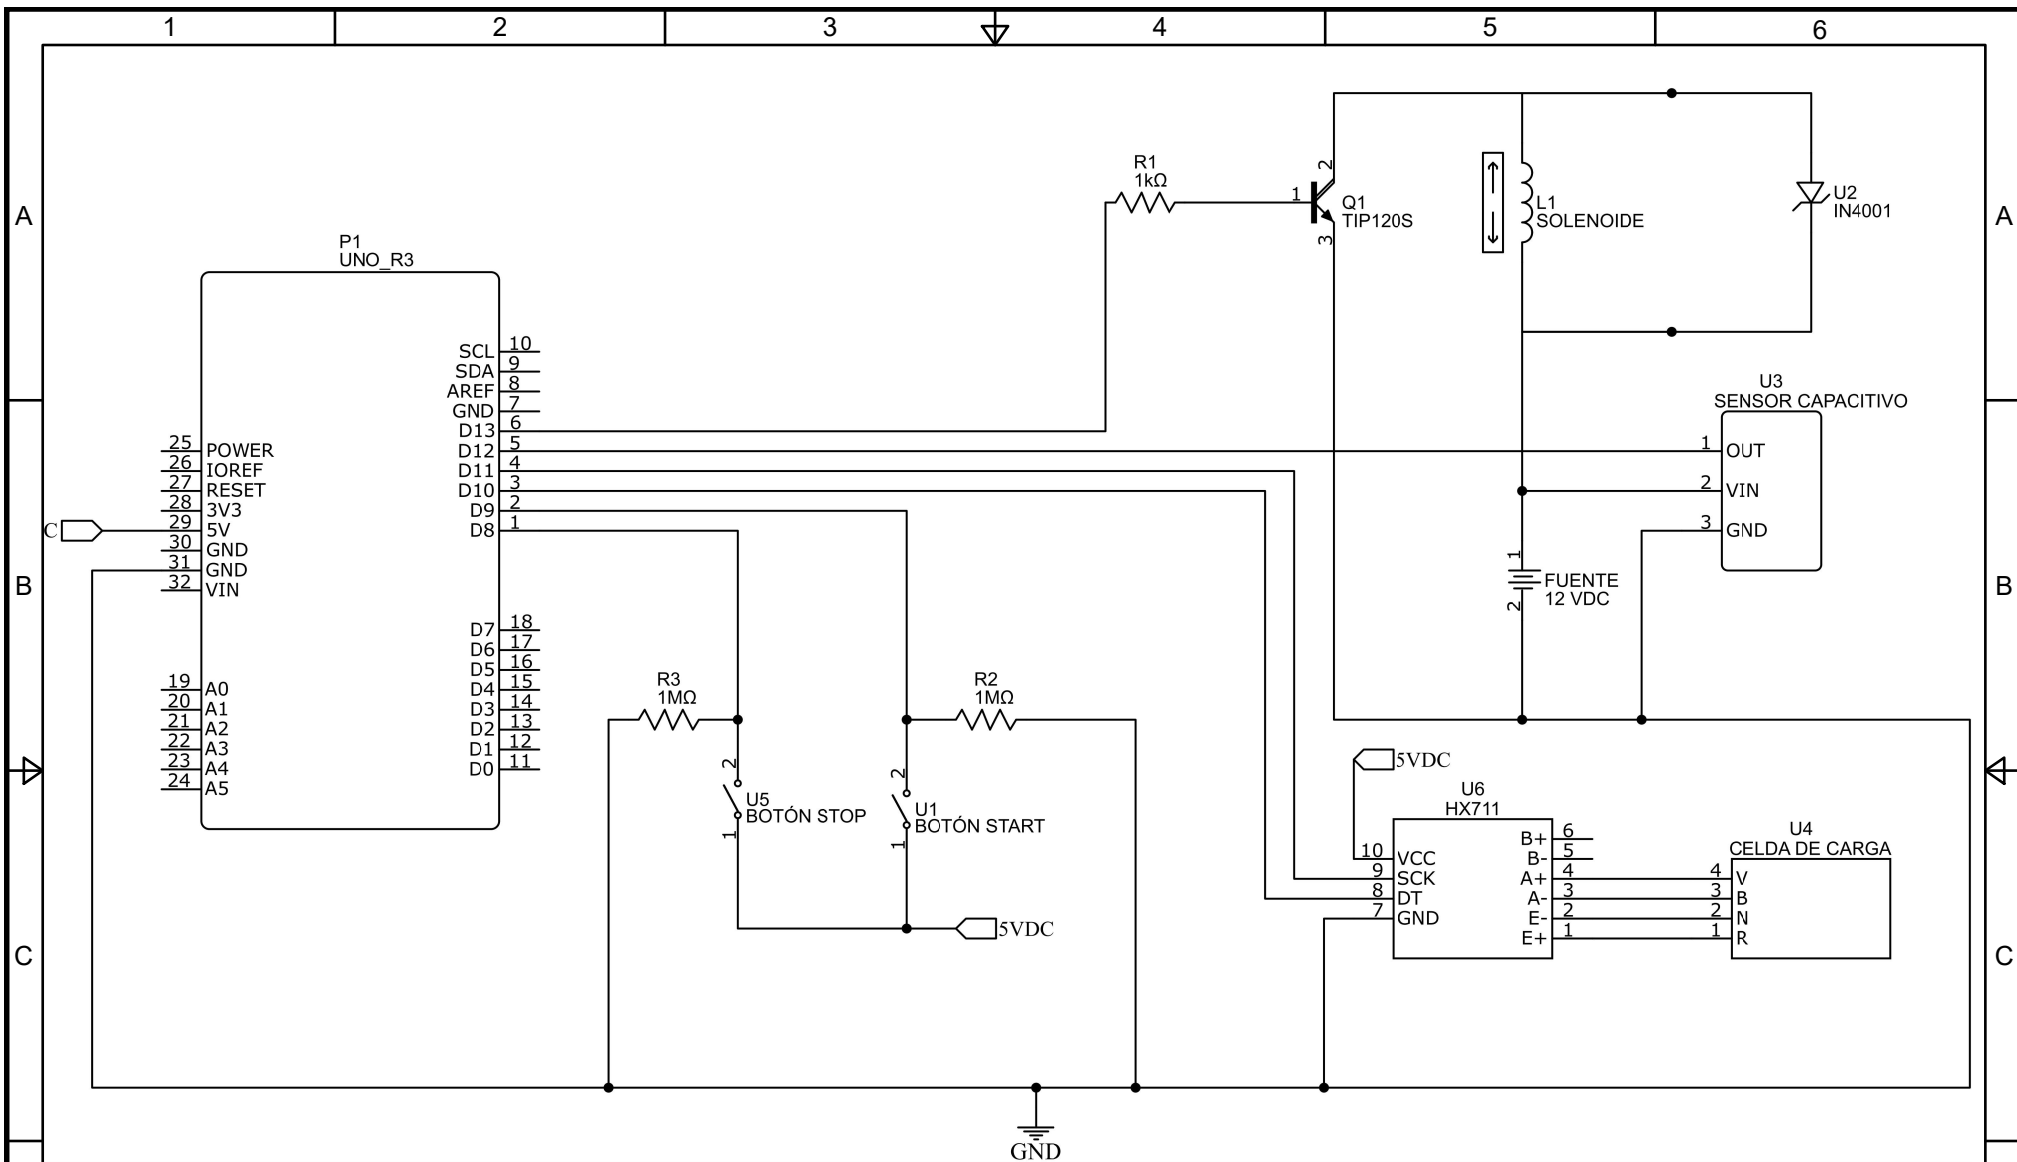 1 2 3 4 5 6
A
A
B
B
C
C
P1
UNO_R3
SCL 10
SDA 9
AREF 8
GND 7
D13 6
D12 5
D11 4
D10 3
D9 2
D8 1
D7 18
D6 17
D5 16
D4 15
D3 14
D2 13
D1 12
D0 11
25 POWER
26 IOREF
27 RESET
28 3V3
29 5V
30 GND
31 GND
32 VIN
19 A0
20 A1
21 A2
22 A3
23 A4
24 A5
C
R1
1kΩ
1
2
3
Q1
TIP120S
L1
SOLENOIDE
U2
IN4001
U3
SENSOR CAPACITIVO
1 OUT
2 VIN
3 GND
1
2
FUENTE
12 VDC
R3
1MΩ
R2
1MΩ
2
1
U5
BOTÓN STOP
2
1
U1
BOTÓN START
5VDC
5VDC
U6
HX711
10 VCC
9 SCK
8 DT
7 GND
B+ 6
B- 5
A+ 4
A- 3
E- 2
E+ 1
U4
CELDA DE CARGA
4 V
3 B
2 N
1 R
GND